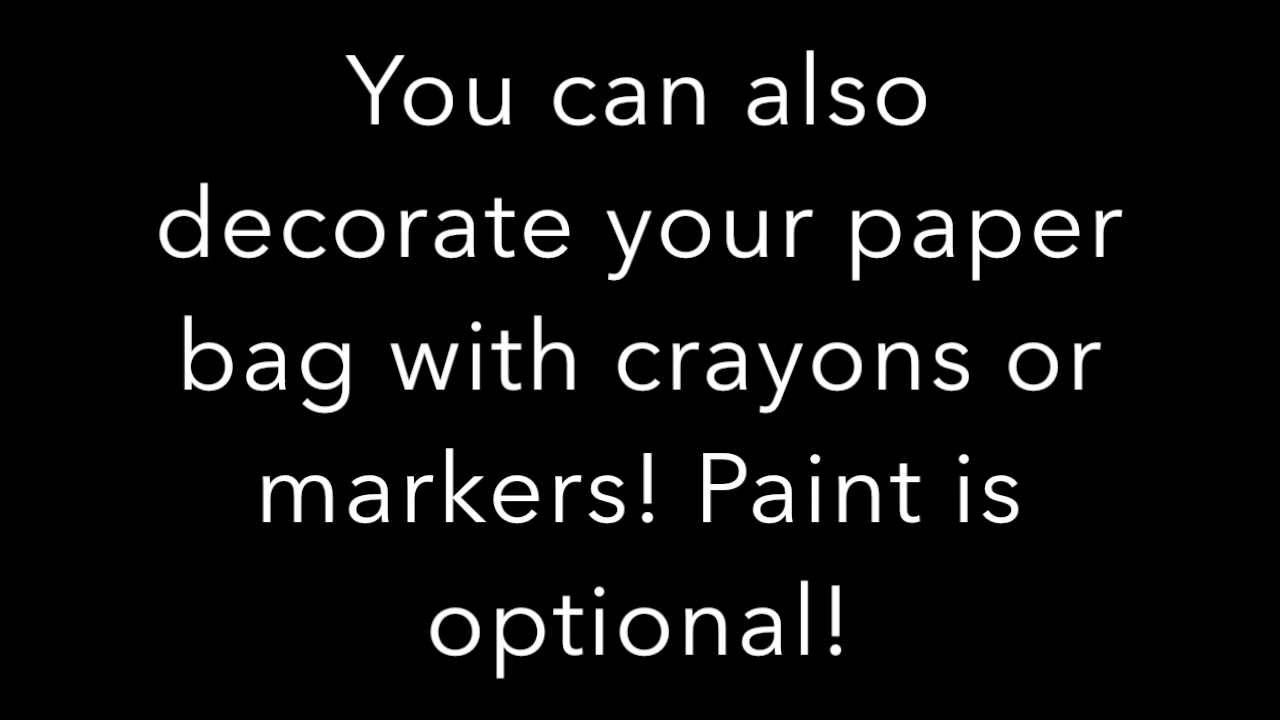 You can also
decorate your paper
bag with crayons or
markers! Paint is
optional!